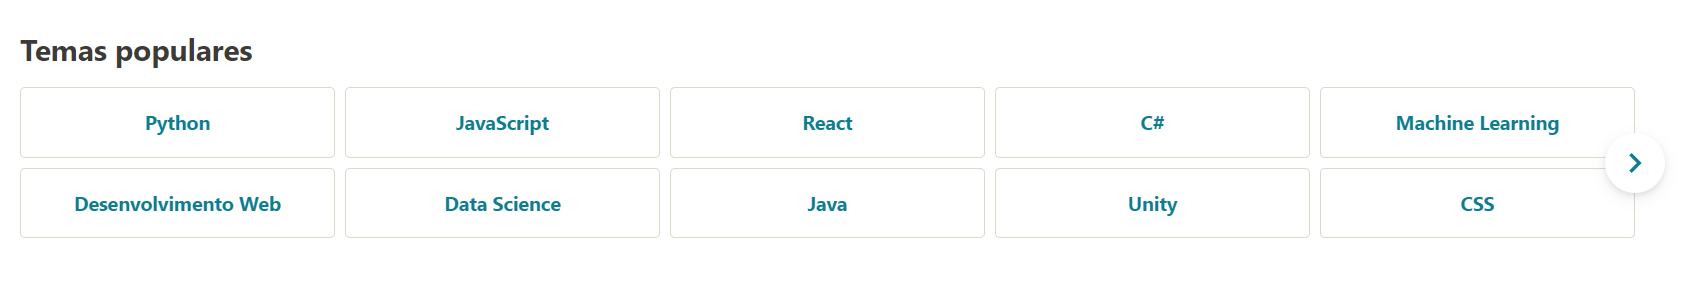 Temas populares
Python
JavaScript
React
C#
Machine Learning
Desenvolvimento Web
Data Science
Java
Unity
CSS